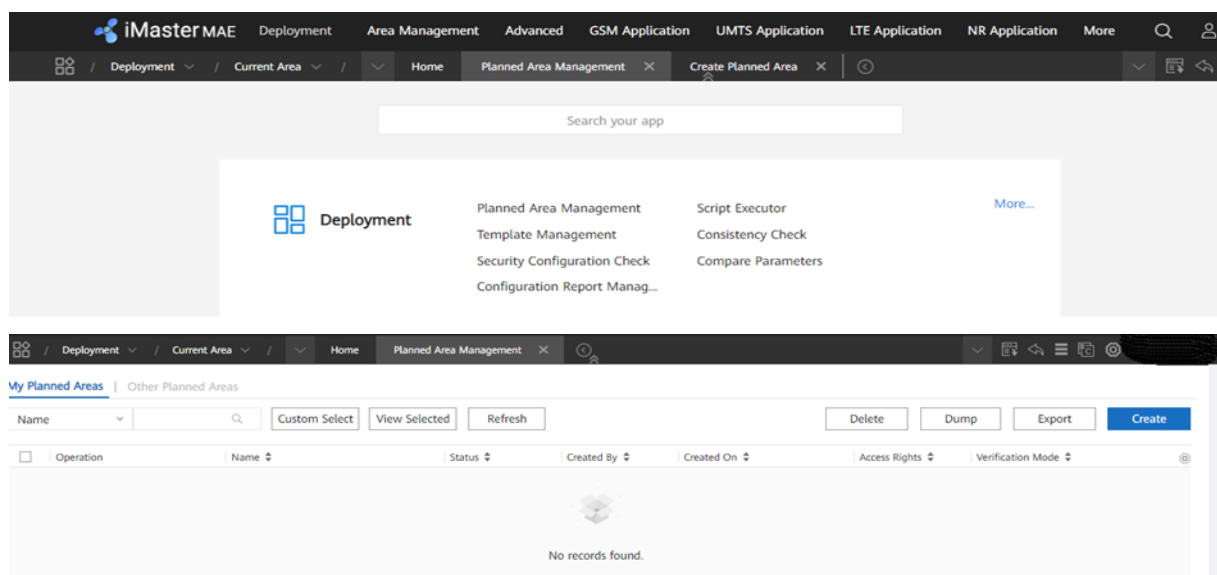 iMaster MAE Deployment Area Management Advanced GSM Application UMTS Application LTE Application NR Application More
/ Deployment / Current Area / Home Planned Area Management × Create Planned Area ×
Search your app
Deployment
Planned Area Management Script Executor More...
Template Management Consistency Check
Security Configuration Check Compare Parameters
Configuration Report Manag...
/ Deployment / Current Area / Home Planned Area Management ×
My Planned Areas | Other Planned Areas
Name Custom Select View Selected Refresh Delete Dump Export Create
Operation Name Status Created By Created On Access Rights Verification Mode
No records found.